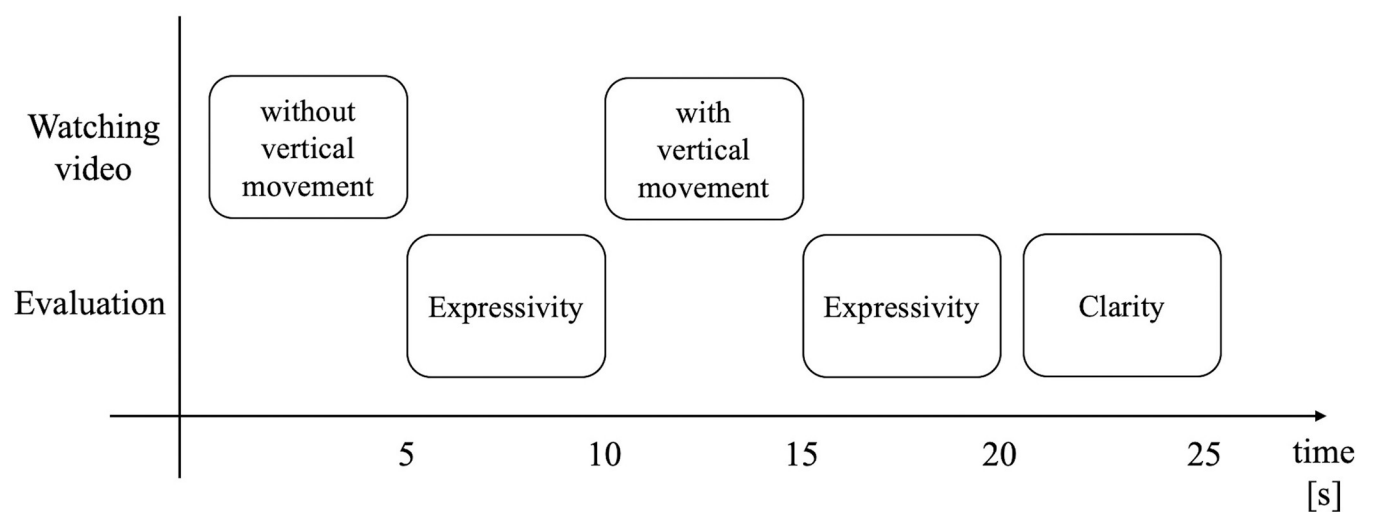 Watching
video
without
vertical
movement
with
vertical
movement
Evaluation
Expressivity
Expressivity
Clarity
5
10
15
20
25
time
[s]